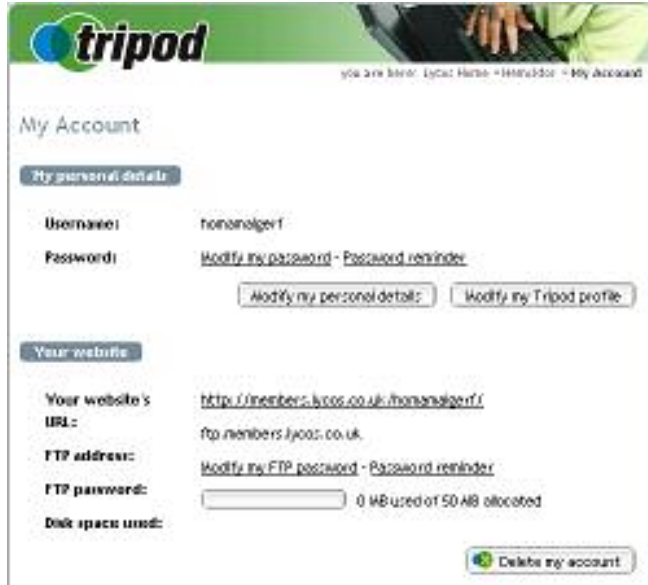 tripod
you are here: Lycos Home » » My Account
My Account
My personal details
Username: homamalgerf
Password: Modify my password - Password reminder
Modify my personal details Modify my Tripod profile
Your website
Your website's URL: http://members.lycos.co.uk/homamalgerf/
FTP address: ftp.members.lycos.co.uk
FTP password: Modify my FTP password - Password reminder
Disk space used: 0 MB used of 50 MB allocated
Delete my account